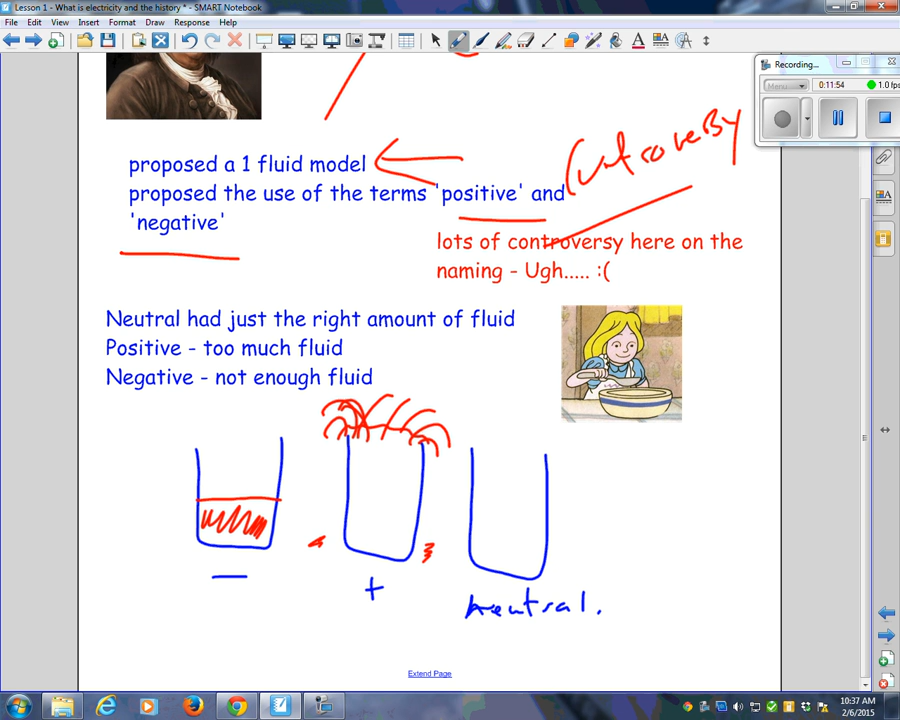 Lesson 1 - What is electricity and the history * - SMART Notebook
File Edit View Insert Format Draw Response Help
Recording...
Menu 0:11:54 1.0 fps
proposed a 1 fluid model
proposed the use of the terms 'positive' and
'negative'
lots of controversy here on the
naming - Ugh..... :(
Neutral had just the right amount of fluid
Positive - too much fluid
Negative - not enough fluid
− + neutral.
Extend Page
10:37 AM
2/6/2015